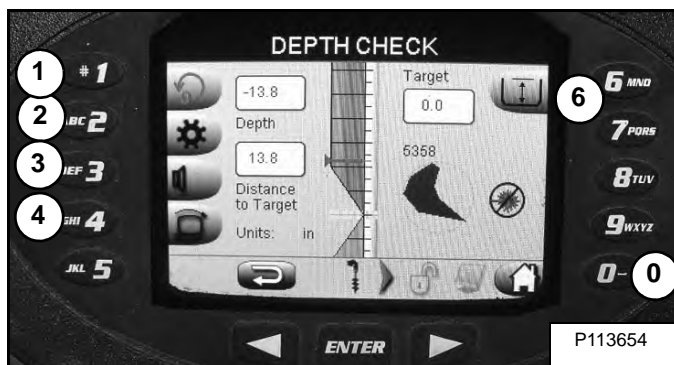 DEPTH CHECK
1
# 1
2
ABC 2
3
DEF 3
4
GHI 4
JKL 5
-13.8
Depth
13.8
Distance
to Target
Units: in
Target
0.0
5358
6
6 MNO
7 PQRS
8 TUV
9 WXYZ
0-
0
ENTER
P113654